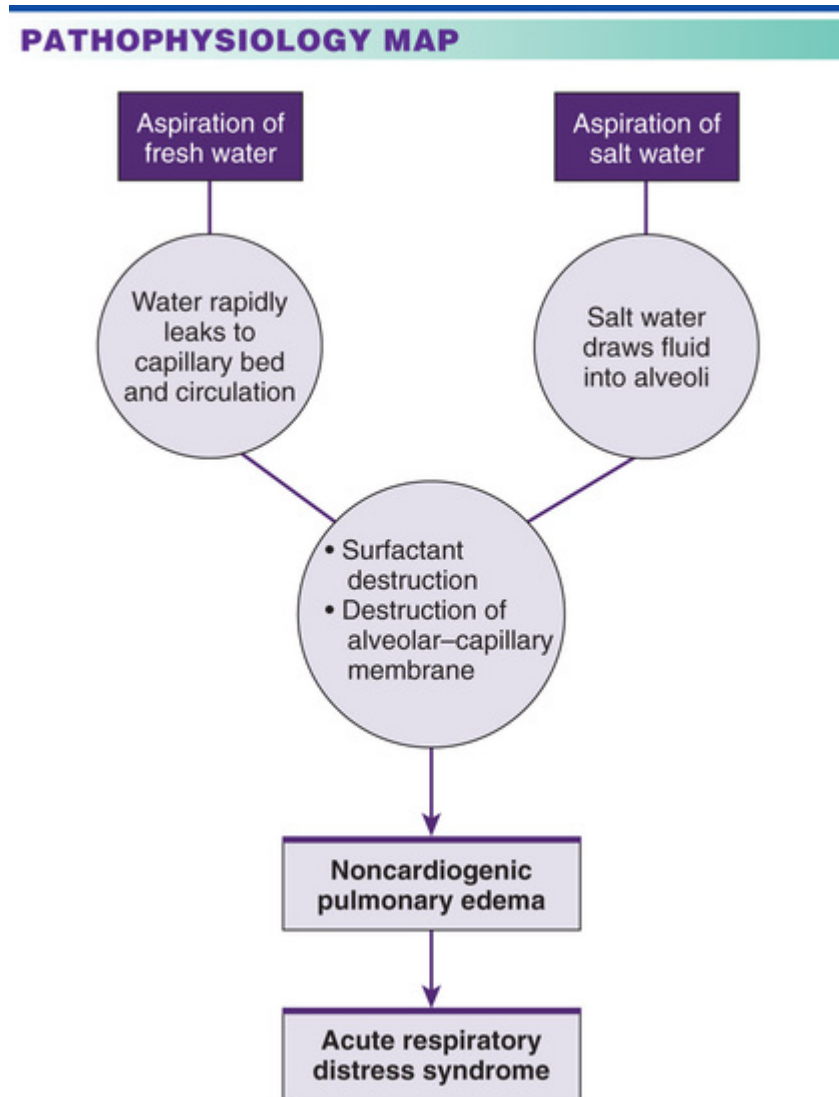 PATHOPHYSIOLOGY MAP
Aspiration of
fresh water
Aspiration of
salt water
Water rapidly
leaks to
capillary bed
and circulation
Salt water
draws fluid
into alveoli
• Surfactant
destruction
• Destruction of
alveolar–capillary
membrane
Noncardiogenic
pulmonary edema
Acute respiratory
distress syndrome